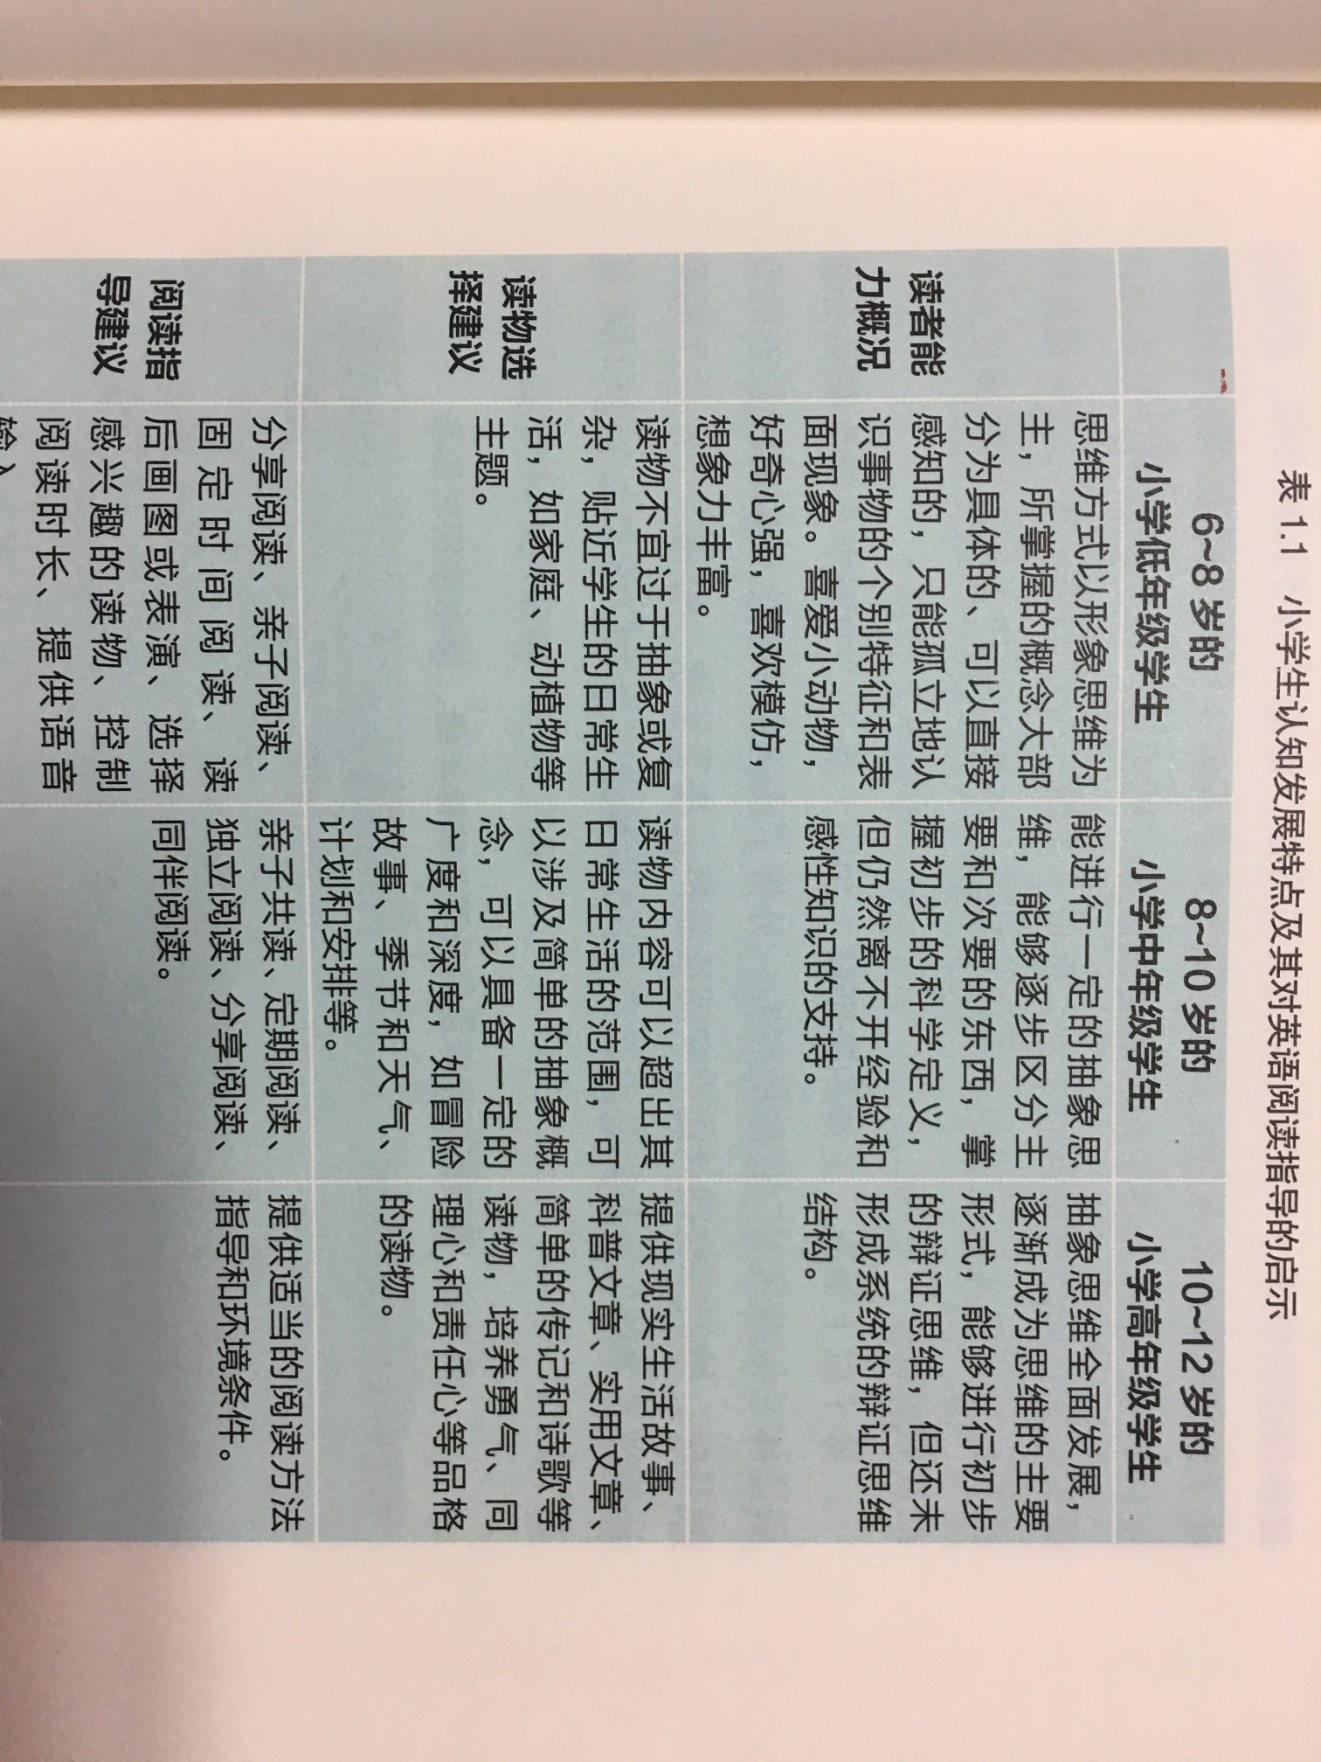 表 1.1 小学生认知发展特点及其对英语阅读指导的启示
6~8 岁的
小学低年级学生
8~10 岁的
小学中年级学生
10~12 岁的
小学高年级学生
读者能
力概况
思维方式以形象思维为
主，所掌握的概念大部
分为具体的、可以直接
感知的，只能孤立地认
识事物的个别特征和表
面现象。喜爱小动物，
好奇心强，喜欢模仿，
想象力丰富。
能进行一定的抽象思
维，能够逐步区分主
要和次要的东西，掌
握初步的科学定义，
但仍然离不开经验和
感性知识的支持。
抽象思维全面发展，
逐渐成为思维的主要
形式，能够进行初步
的辩证思维，但还未
形成系统的辩证思维
结构。
读物选
择建议
读物不宜过于抽象或复
杂，贴近学生的日常生
活，如家庭、动植物等
主题。
读物内容可以超出其
日常生活的范围，可
以涉及简单的抽象概
念，可以具备一定的
广度和深度，如冒险
故事、季节和天气、
计划和安排等。
提供现实生活故事、
科普文章、实用文章、
简单的传记和诗歌等
读物，培养勇气、同
理心和责任心等品格
的读物。
阅读指
导建议
分享阅读、亲子阅读、
固定时间阅读、读
后画图或表演、选择
感兴趣的读物、控制
阅读时长、提供语音
输入
亲子共读、定期阅读、
独立阅读、分享阅读、
同伴阅读。
提供适当的阅读方法
指导和环境条件。